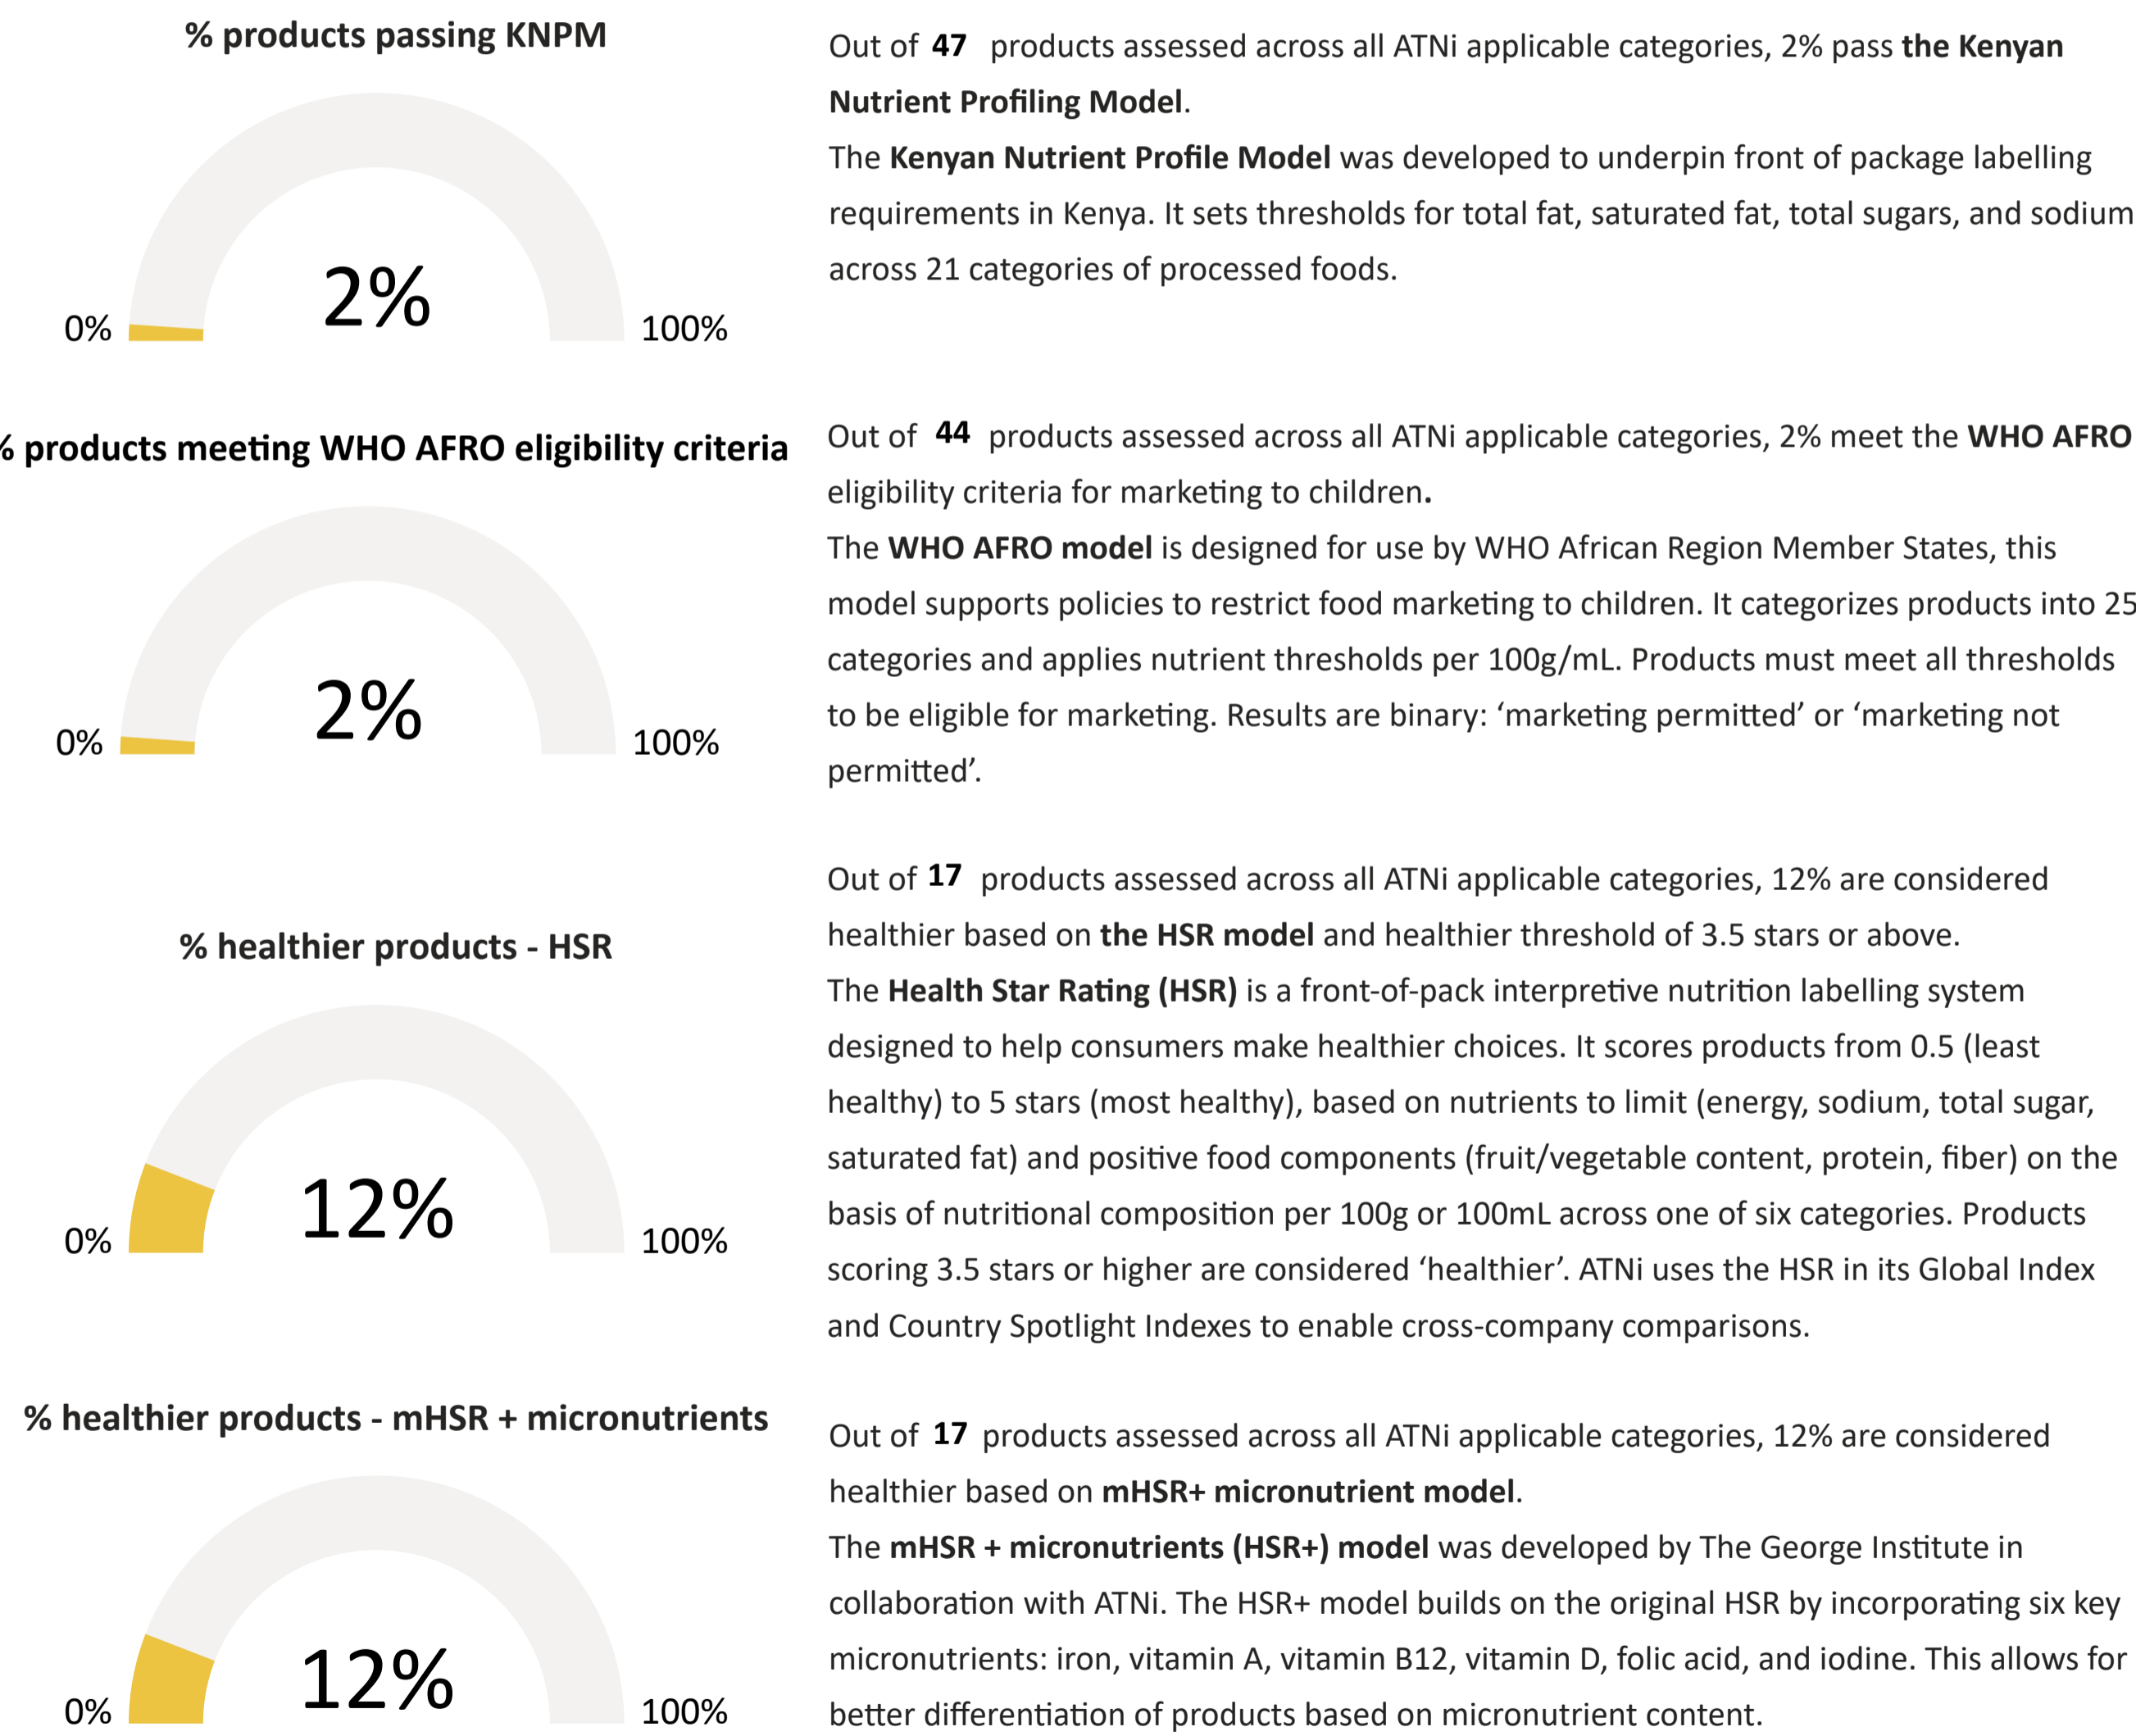 % products passing KNPM
2%
0%
100%
Out of 47 products assessed across all ATNi applicable categories, 2% pass the Kenyan
Nutrient Profiling Model.
The Kenyan Nutrient Profile Model was developed to underpin front of package labelling
requirements in Kenya. It sets thresholds for total fat, saturated fat, total sugars, and sodium
across 21 categories of processed foods.
% products meeting WHO AFRO eligibility criteria
2%
0%
100%
Out of 44 products assessed across all ATNi applicable categories, 2% meet the WHO AFRO
eligibility criteria for marketing to children.
The WHO AFRO model is designed for use by WHO African Region Member States, this
model supports policies to restrict food marketing to children. It categorizes products into 25
categories and applies nutrient thresholds per 100g/mL. Products must meet all thresholds
to be eligible for marketing. Results are binary: ‘marketing permitted’ or ‘marketing not
permitted’.
% healthier products - HSR
12%
0%
100%
Out of 17 products assessed across all ATNi applicable categories, 12% are considered
healthier based on the HSR model and healthier threshold of 3.5 stars or above.
The Health Star Rating (HSR) is a front-of-pack interpretive nutrition labelling system
designed to help consumers make healthier choices. It scores products from 0.5 (least
healthy) to 5 stars (most healthy), based on nutrients to limit (energy, sodium, total sugar,
saturated fat) and positive food components (fruit/vegetable content, protein, fiber) on the
basis of nutritional composition per 100g or 100mL across one of six categories. Products
scoring 3.5 stars or higher are considered ‘healthier’. ATNi uses the HSR in its Global Index
and Country Spotlight Indexes to enable cross-company comparisons.
% healthier products - mHSR + micronutrients
12%
0%
100%
Out of 17 products assessed across all ATNi applicable categories, 12% are considered
healthier based on mHSR+ micronutrient model.
The mHSR + micronutrients (HSR+) model was developed by The George Institute in
collaboration with ATNi. The HSR+ model builds on the original HSR by incorporating six key
micronutrients: iron, vitamin A, vitamin B12, vitamin D, folic acid, and iodine. This allows for
better differentiation of products based on micronutrient content.